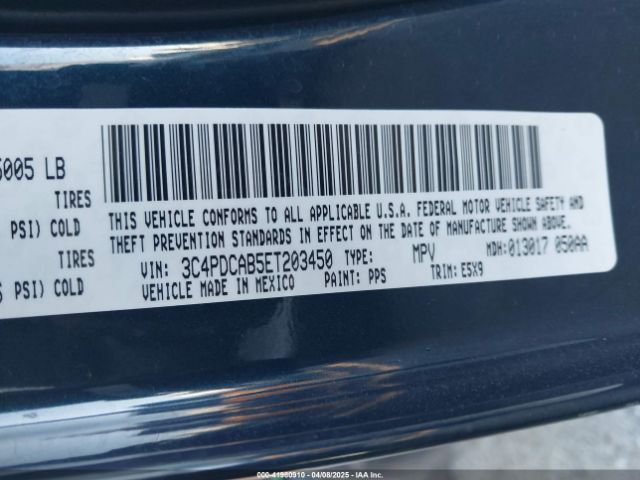 5005 LB
TIRES
PSI) COLD
TIRES
PSI) COLD
THIS VEHICLE CONFORMS TO ALL APPLICABLE U.S.A. FEDERAL MOTOR VEHICLE SAFETY AND
THEFT PREVENTION STANDARDS IN EFFECT ON THE DATE OF MANUFACTURE SHOWN ABOVE.
VIN: 3C4PDCAB5ET203450 TYPE: MPV MDH:013017 050AA
VEHICLE MADE IN MEXICO PAINT: PPS TRIM: E5X9
000-41980910 - 04/08/2025 - IAA Inc.